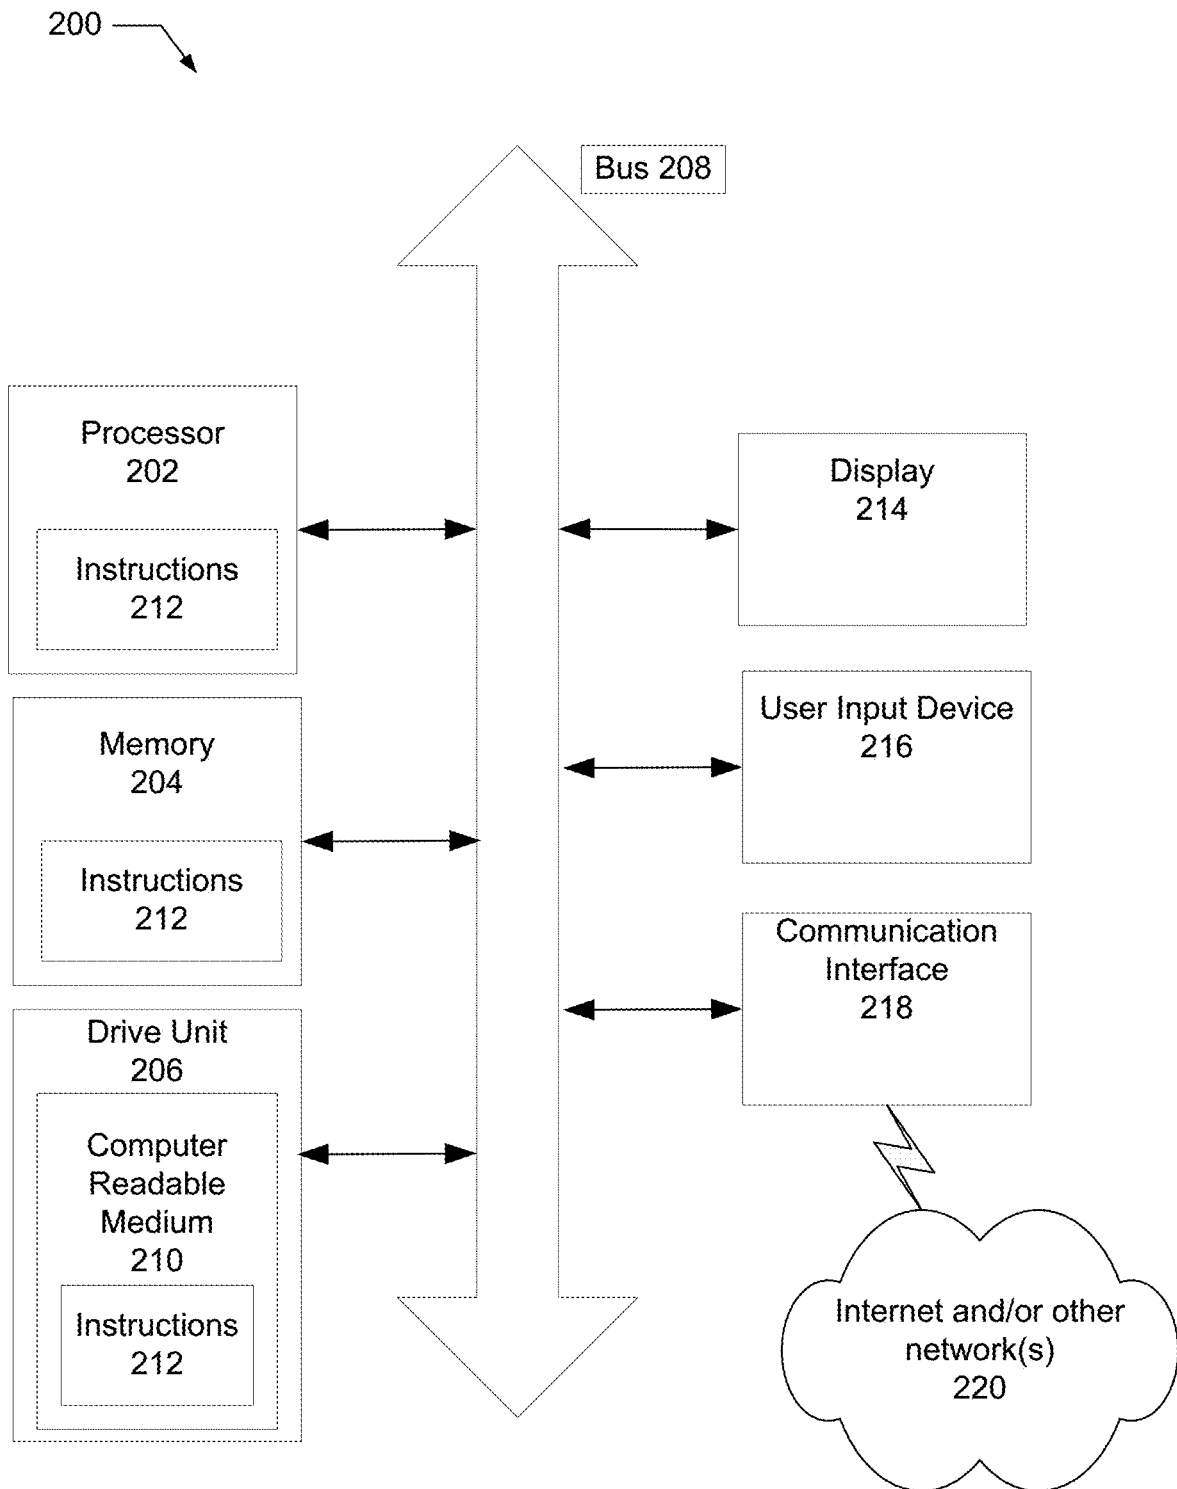 200
Bus 208
Processor
202
Instructions
212
Memory
204
Instructions
212
Drive Unit
206
Computer
Readable
Medium
210
Instructions
212
Display
214
User Input Device
216
Communication
Interface
218
Internet and/or other
network(s)
220